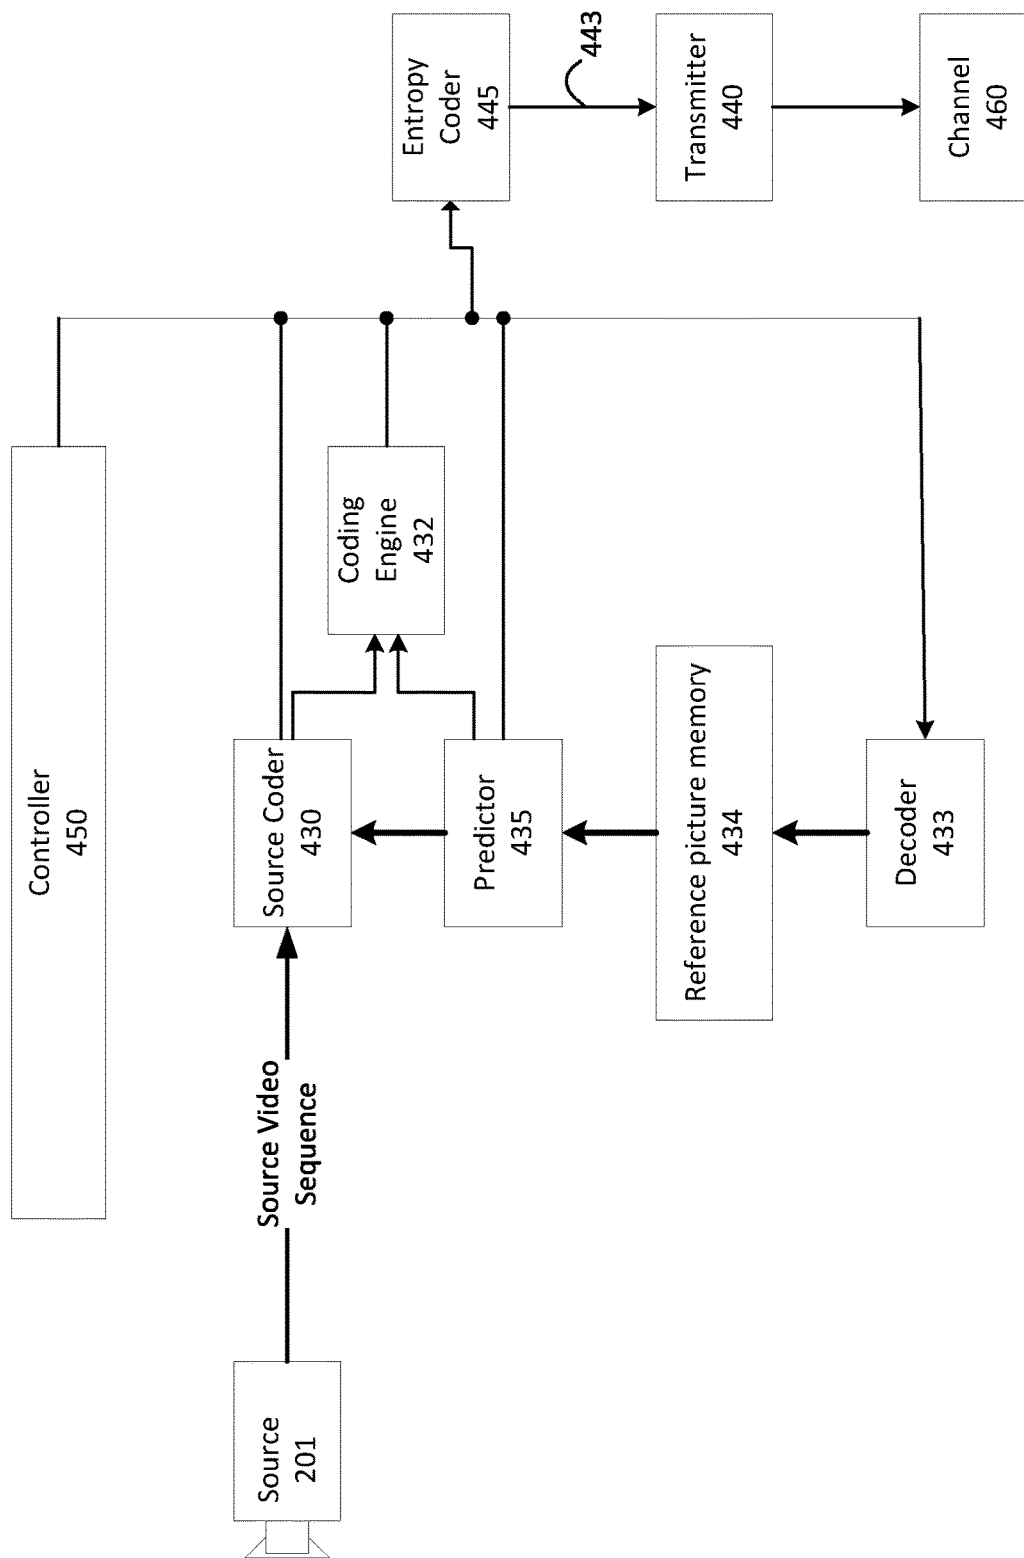 Controller
450
Source
201
Source Video
Sequence
Source Coder
430
Coding
Engine
432
Predictor
435
Reference picture memory
434
Decoder
433
Entropy
Coder
445
443
Transmitter
440
Channel
460